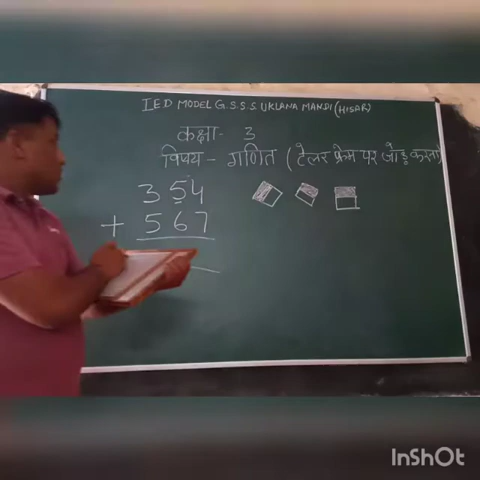 IED MODEL G.S.S.S UKLANA MANDI (HISAR)
कक्षा- 3
विषय- गणित (टेलर फ्रेम पर जोड़ करना)
354
+ 567
InShOt